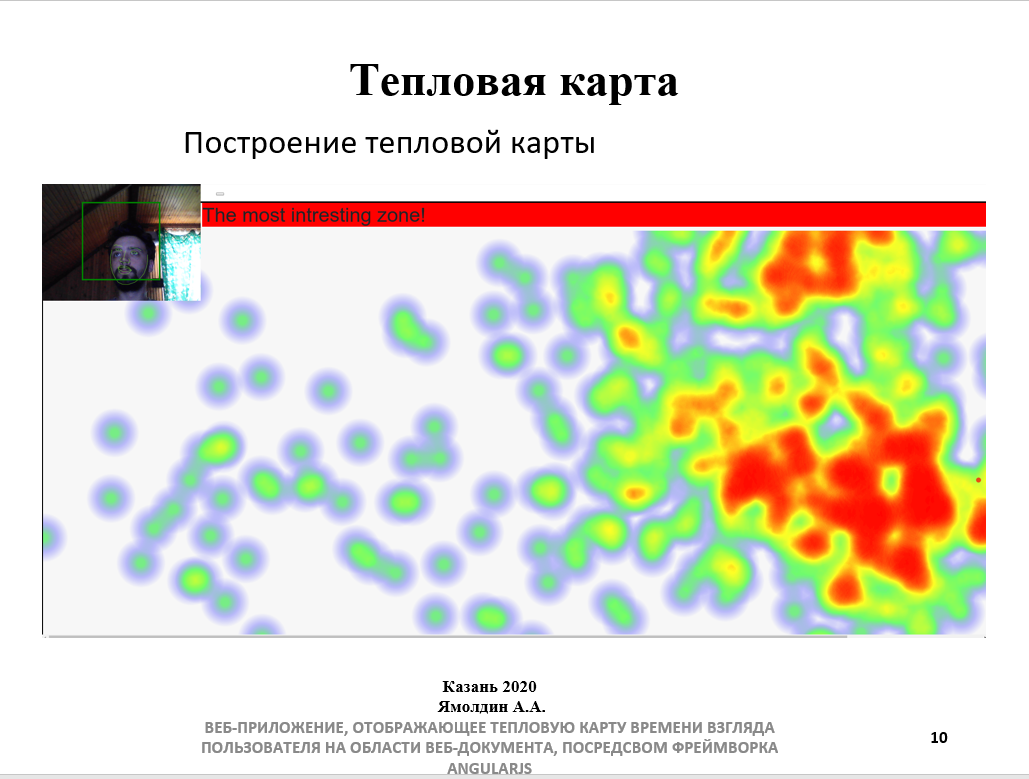 Тепловая карта
Построение тепловой карты
The most intresting zone!
Казань 2020
Ямолдин А.А.
ВЕБ-ПРИЛОЖЕНИЕ, ОТОБРАЖАЮЩЕЕ ТЕПЛОВУЮ КАРТУ ВРЕМЕНИ ВЗГЛЯДА
ПОЛЬЗОВАТЕЛЯ НА ОБЛАСТИ ВЕБ-ДОКУМЕНТА, ПОСРЕДСВОМ ФРЕЙМВОРКА
ANGULARJS
10